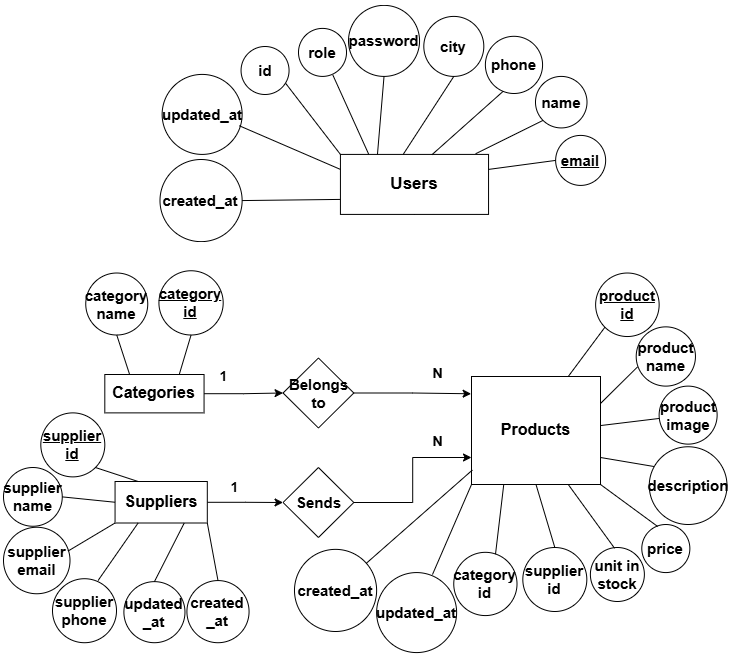 password
role
city
id
phone
name
updated_at
email
Users
created_at
category
name
category
id
product
id
product
name
1
Belongs
to
N
Categories
product
image
Products
supplier
id
N
description
supplier
name
Suppliers
1
Sends
supplier
email
price
created_at
category
id
supplier
id
unit in
stock
updated_at
supplier
phone
updated
_at
created
_at